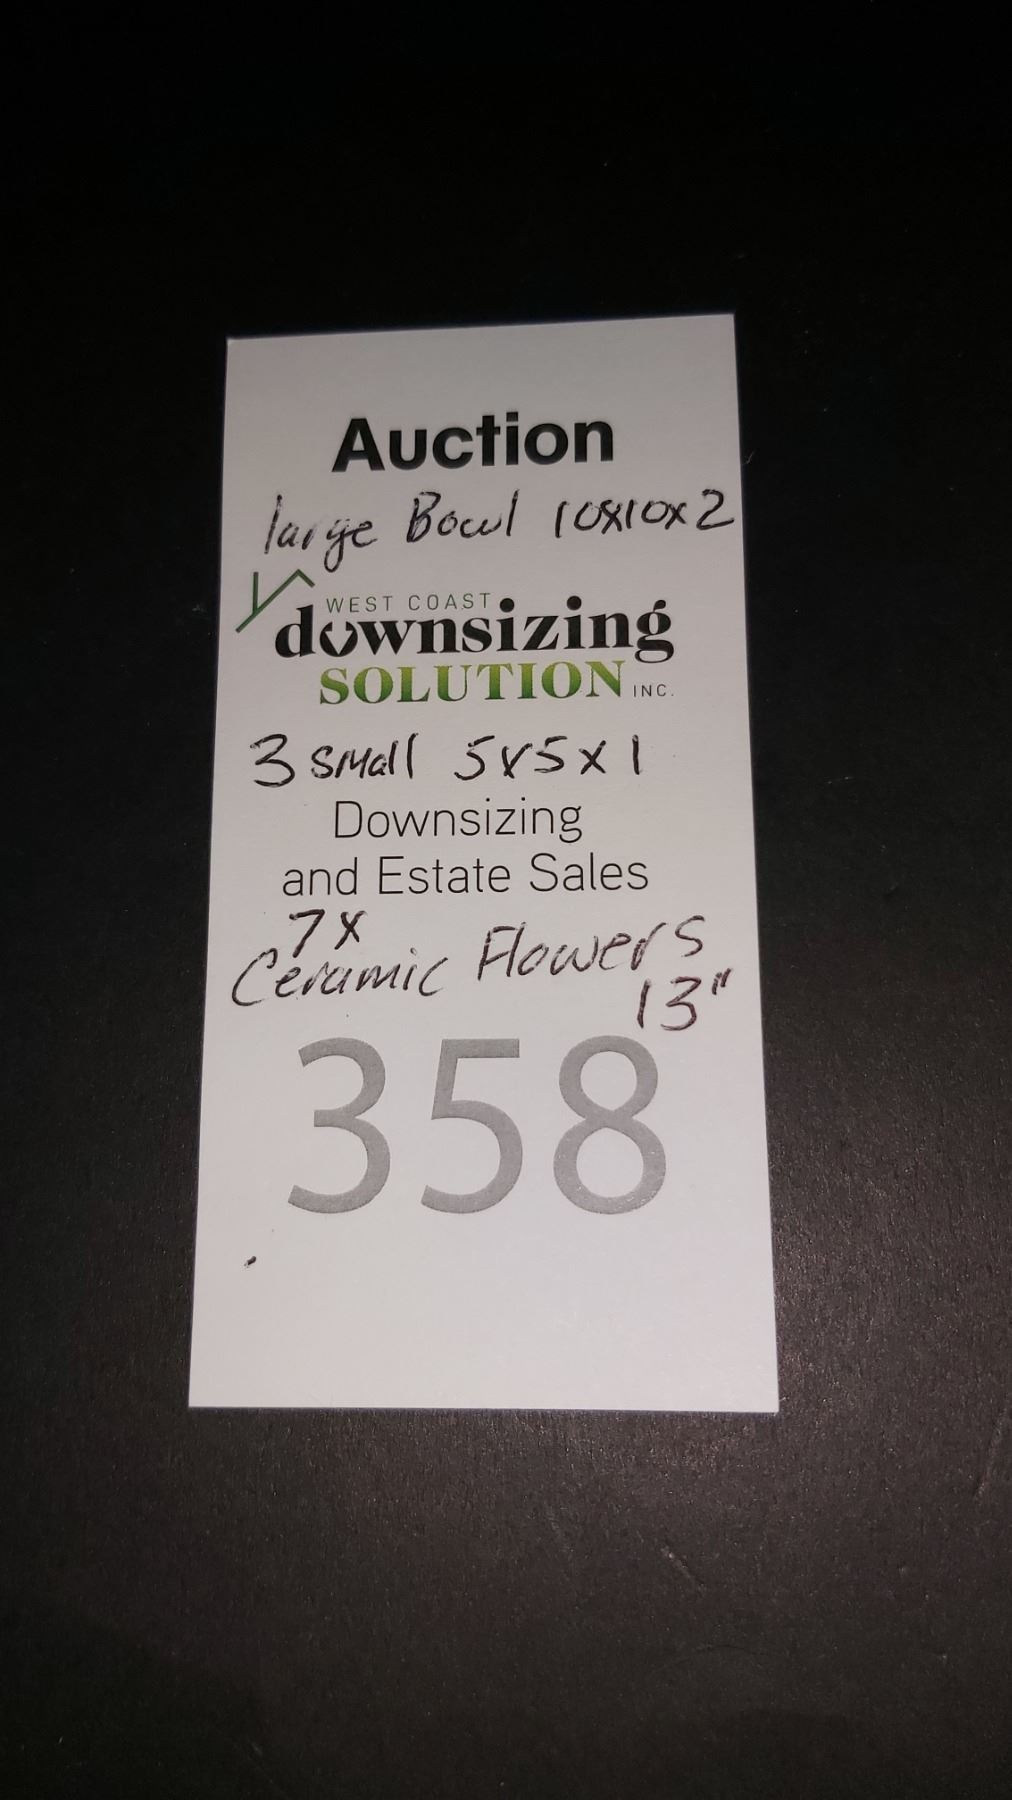 Auction
large Bowl 10x10x2
WEST COAST
downsizing
SOLUTION INC.
3 small 5x5x1
Downsizing
and Estate Sales
7x
Ceramic Flowers
13"
358